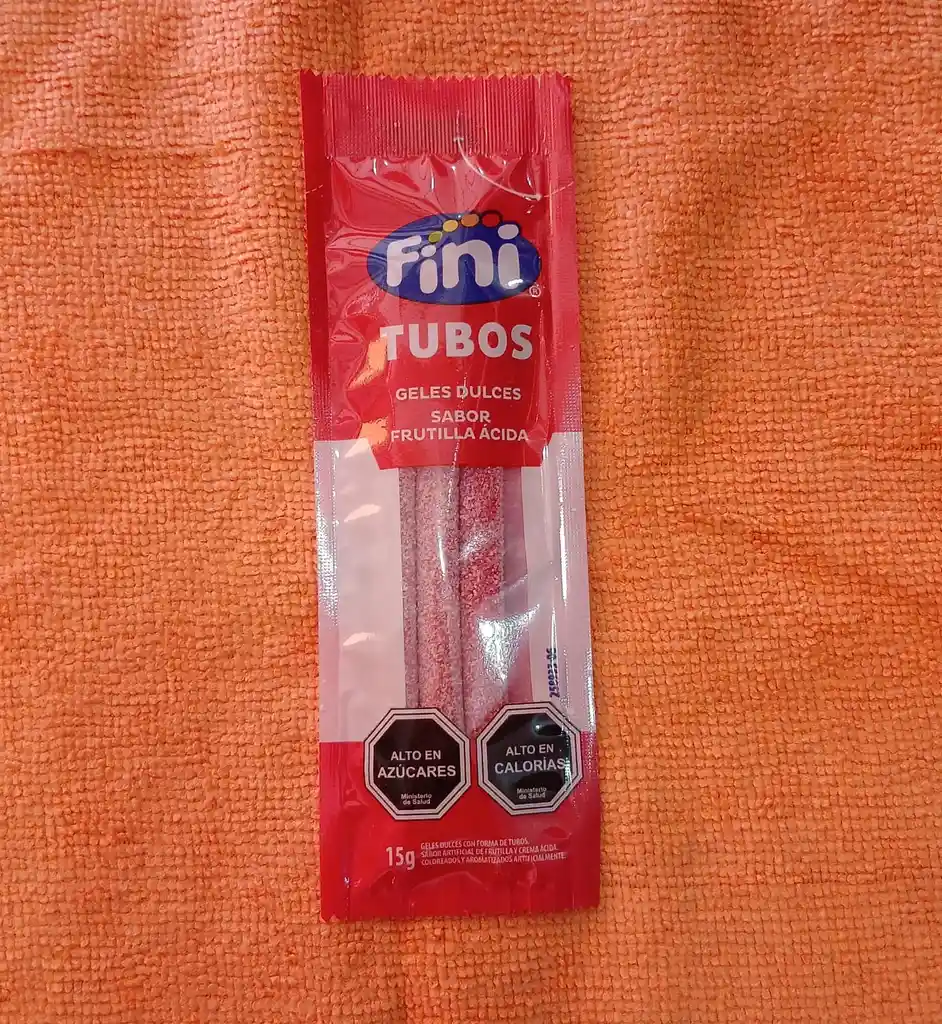 Fini
®
TUBOS
GELES DULCES
SABOR
FRUTILLA ÁCIDA
ALTO EN
AZÚCARES
Ministerio
de Salud
ALTO EN
CALORÍAS
Ministerio
de Salud
15g
GELES DULCES CON FORMA DE TUBOS.
SABOR ARTIFICIAL DE FRUTILLA Y CREMA ÁCIDA.
COLOREADOS Y AROMATIZADOS ARTIFICIALMENTE.